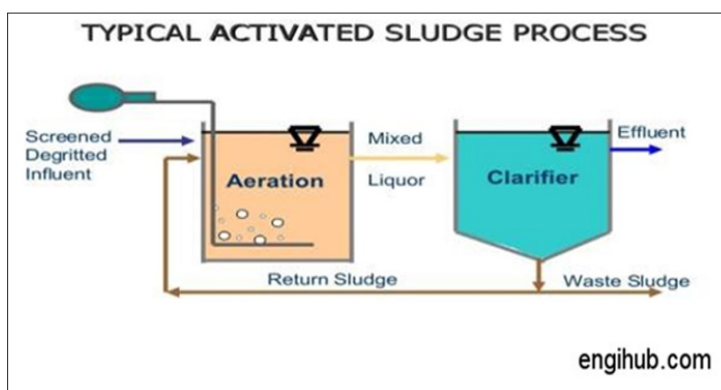 TYPICAL ACTIVATED SLUDGE PROCESS
Screened
Degritted
Influent
Aeration
Mixed
Liquor
Clarifier
Effluent
Return Sludge
Waste Sludge
engihub.com